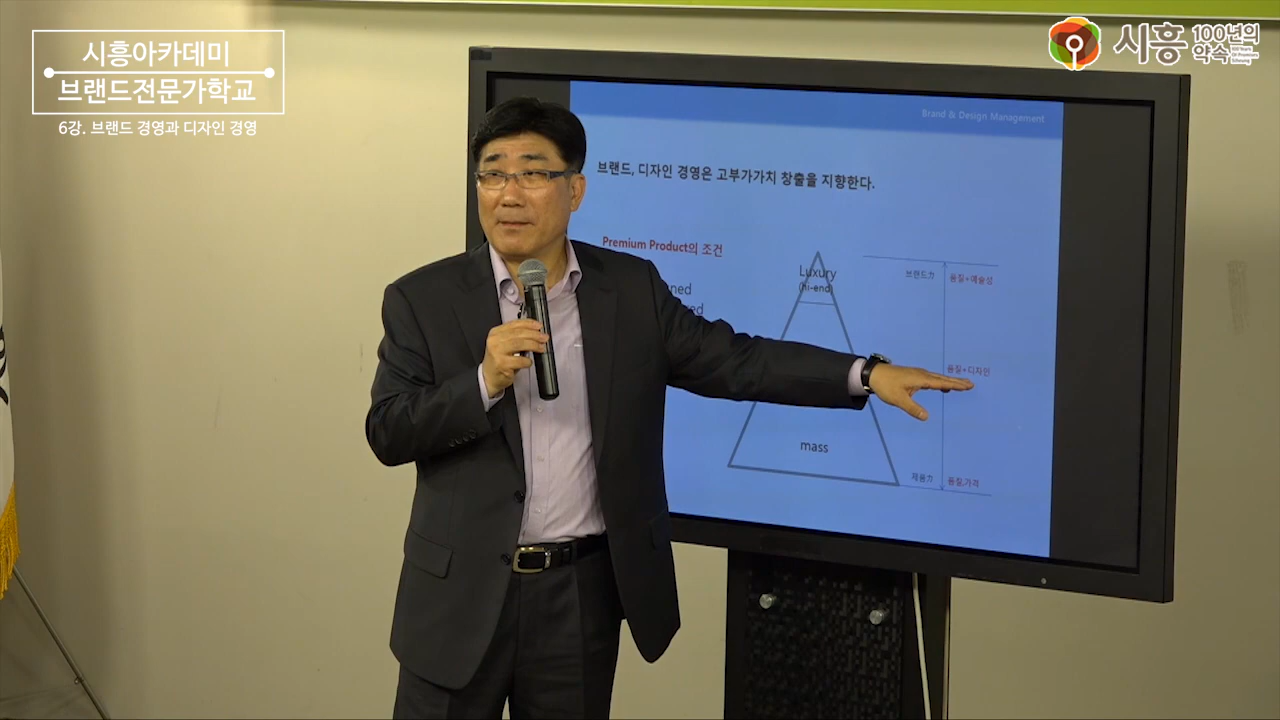 시흥아카데미
브랜드전문가학교
6강. 브랜드 경영과 디자인 경영
시흥 100년의
약속
Brand & Design Management
브랜드, 디자인 경영은 고부가가치 창출을 지향한다.
Premium Product의 조건
Luxury
(hi-end)
mass
브랜드力
품질+예술성
품질+디자인
제품力
품질,가격